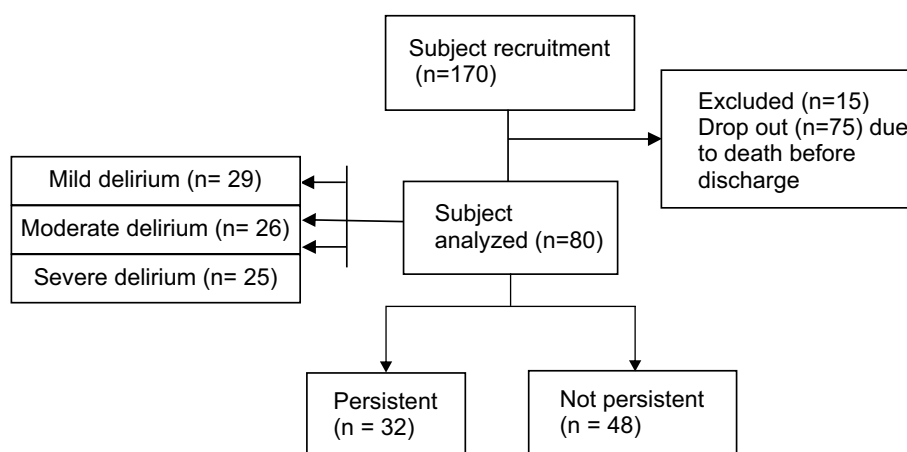 Subject recruitment
(n=170)
Excluded (n=15)
Drop out (n=75) due
to death before
discharge
Mild delirium (n= 29)
Moderate delirium (n= 26)
Severe delirium (n= 25)
Subject
analyzed (n=80)
Persistent
(n = 32)
Not persistent
(n = 48)